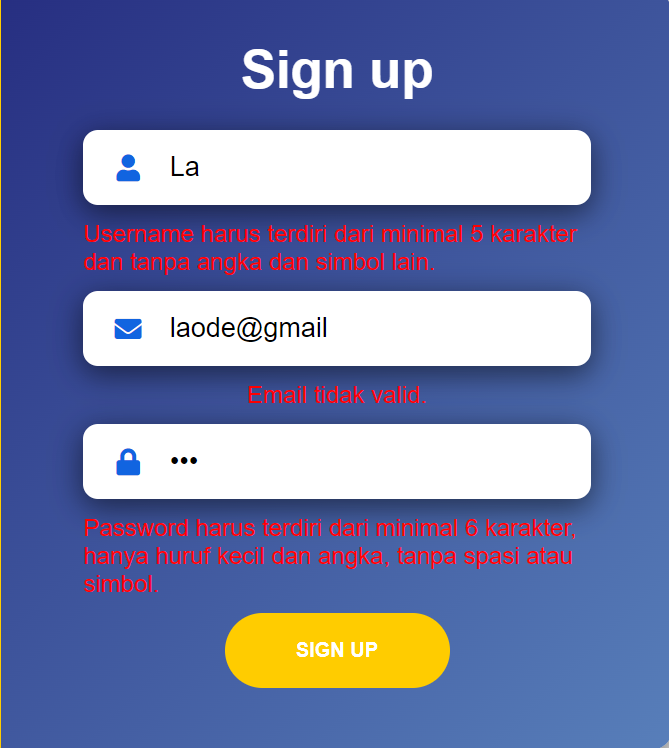 Sign up
La
Username harus terdiri dari minimal 5 karakter
dan tanpa angka dan simbol lain.
laode@gmail
Email tidak valid.
•••
Password harus terdiri dari minimal 6 karakter,
hanya huruf kecil dan angka, tanpa spasi atau
simbol.
SIGN UP